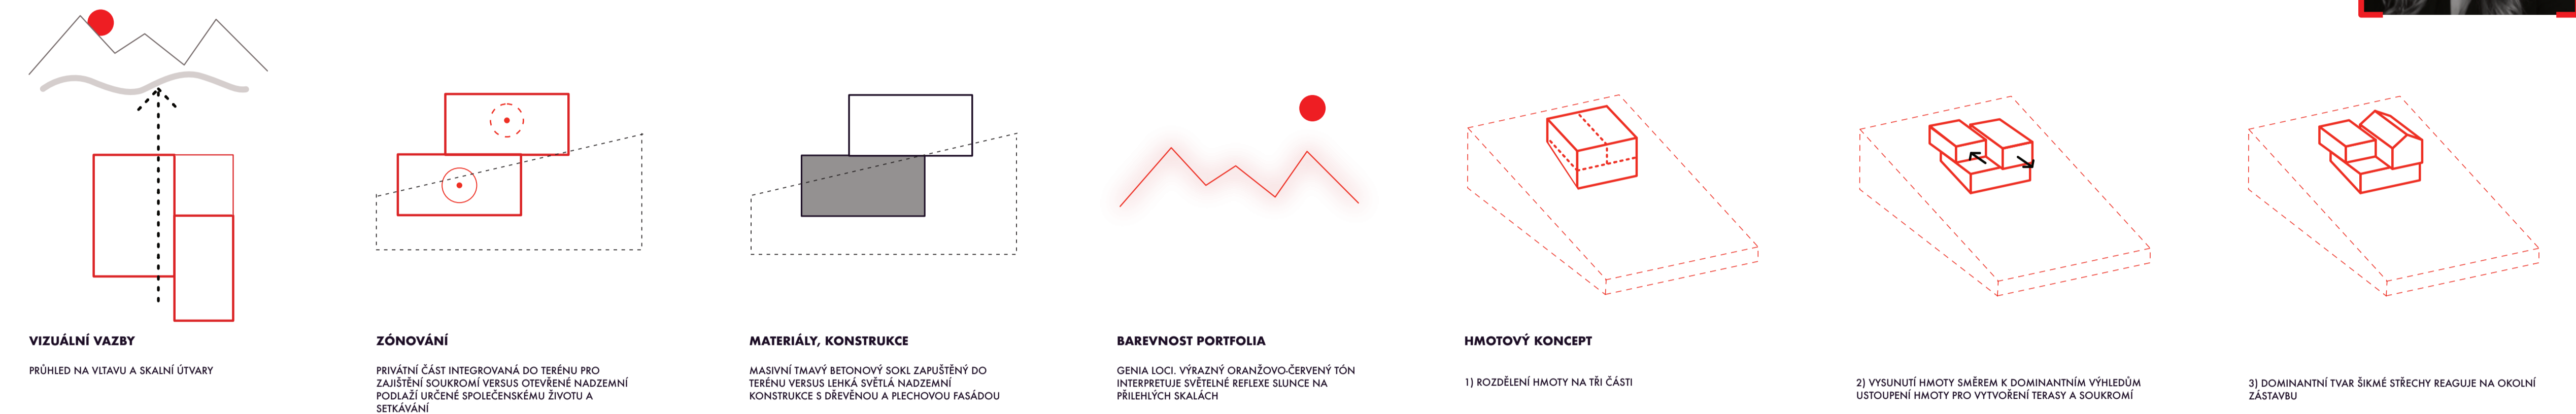 VIZUÁLNÍ VAZBY
PRŮHLED NA VLTAVU A SKALNÍ ÚTVARY
ZÓNOVÁNÍ
PRIVÁTNÍ ČÁST INTEGROVANÁ DO TERÉNU PRO
ZAJIŠTĚNÍ SOUKROMÍ VERSUS OTEVŘENÉ NADZEMNÍ
PODLAŽÍ URČENÉ SPOLEČENSKÉMU ŽIVOTU A
SETKÁVÁNÍ
MATERIÁLY, KONSTRUKCE
MASIVNÍ TMAVÝ BETONOVÝ SOKL ZAPUŠTĚNÝ DO
TERÉNU VERSUS LEHKÁ SVĚTLÁ NADZEMNÍ
KONSTRUKCE S DŘEVĚNOU A PLECHOVOU FASÁDOU
BAREVNOST PORTFOLIA
GENIA LOCI. VÝRAZNÝ ORANŽOVO-ČERVENÝ TÓN
INTERPRETUJE SVĚTELNÉ REFLEXE SLUNCE NA
PŘILEHLÝCH SKALÁCH
HMOTOVÝ KONCEPT
1) ROZDĚLENÍ HMOTY NA TŘI ČÁSTI
2) VYSUNUTÍ HMOTY SMĚREM K DOMINANTNÍM VÝHLEDŮM
USTOUPENÍ HMOTY PRO VYTVOŘENÍ TERASY A SOUKROMÍ
3) DOMINANTNÍ TVAR ŠIKMÉ STŘECHY REAGUJE NA OKOLNÍ
ZÁSTAVBU